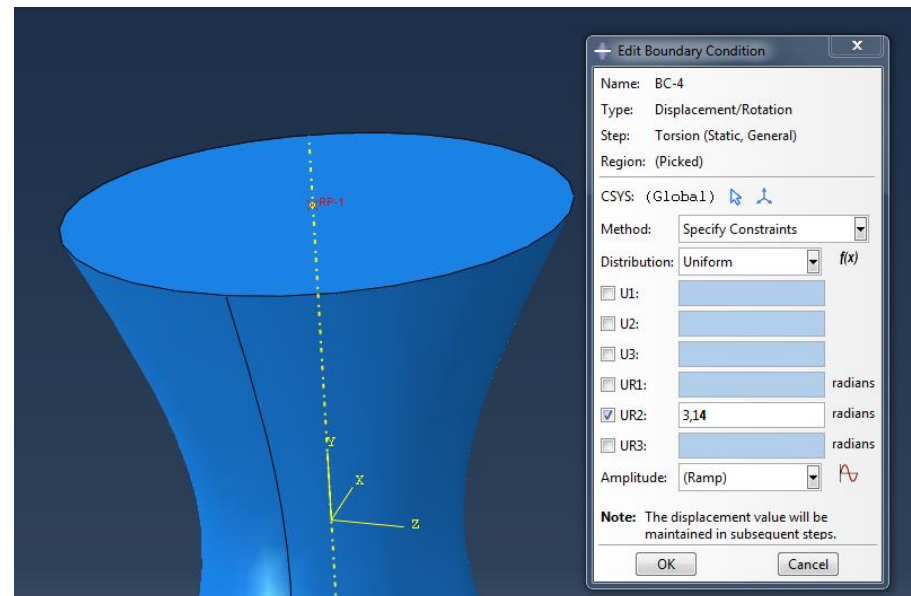 Edit Boundary Condition
x
Name: BC-4
Type: Displacement/Rotation
Step: Torsion (Static, General)
Region: (Picked)
CSYS: (Global)
Method: Specify Constraints
Distribution: Uniform f(x)
U1:
U2:
U3:
UR1: radians
UR2: 3,14 radians
UR3: radians
Amplitude: (Ramp)
Note: The displacement value will be
maintained in subsequent steps.
OK Cancel
RP-1
Y
X
Z